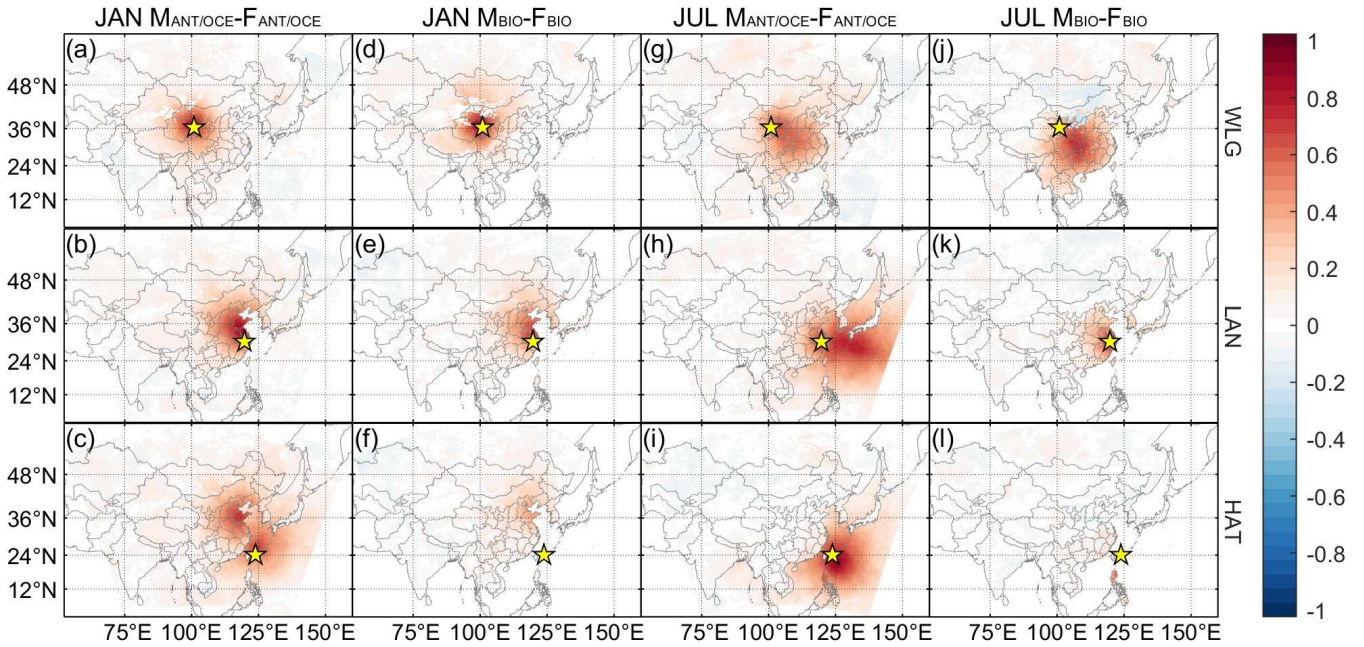 JAN MANT/OCE-FANT/OCE JAN MBIO-FBIO JUL MANT/OCE-FANT/OCE JUL MBIO-FBIO
(a) (d) (g) (j)
48°N
36°N
24°N
12°N
WLG
(b) (e) (h) (k)
48°N
36°N
24°N
12°N
LAN
(c) (f) (i) (l)
48°N
36°N
24°N
12°N
HAT
75°E 100°E 125°E 150°E 75°E 100°E 125°E 150°E 75°E 100°E 125°E 150°E 75°E 100°E 125°E 150°E
1
0.8
0.6
0.4
0.2
0
-0.2
-0.4
-0.6
-0.8
-1